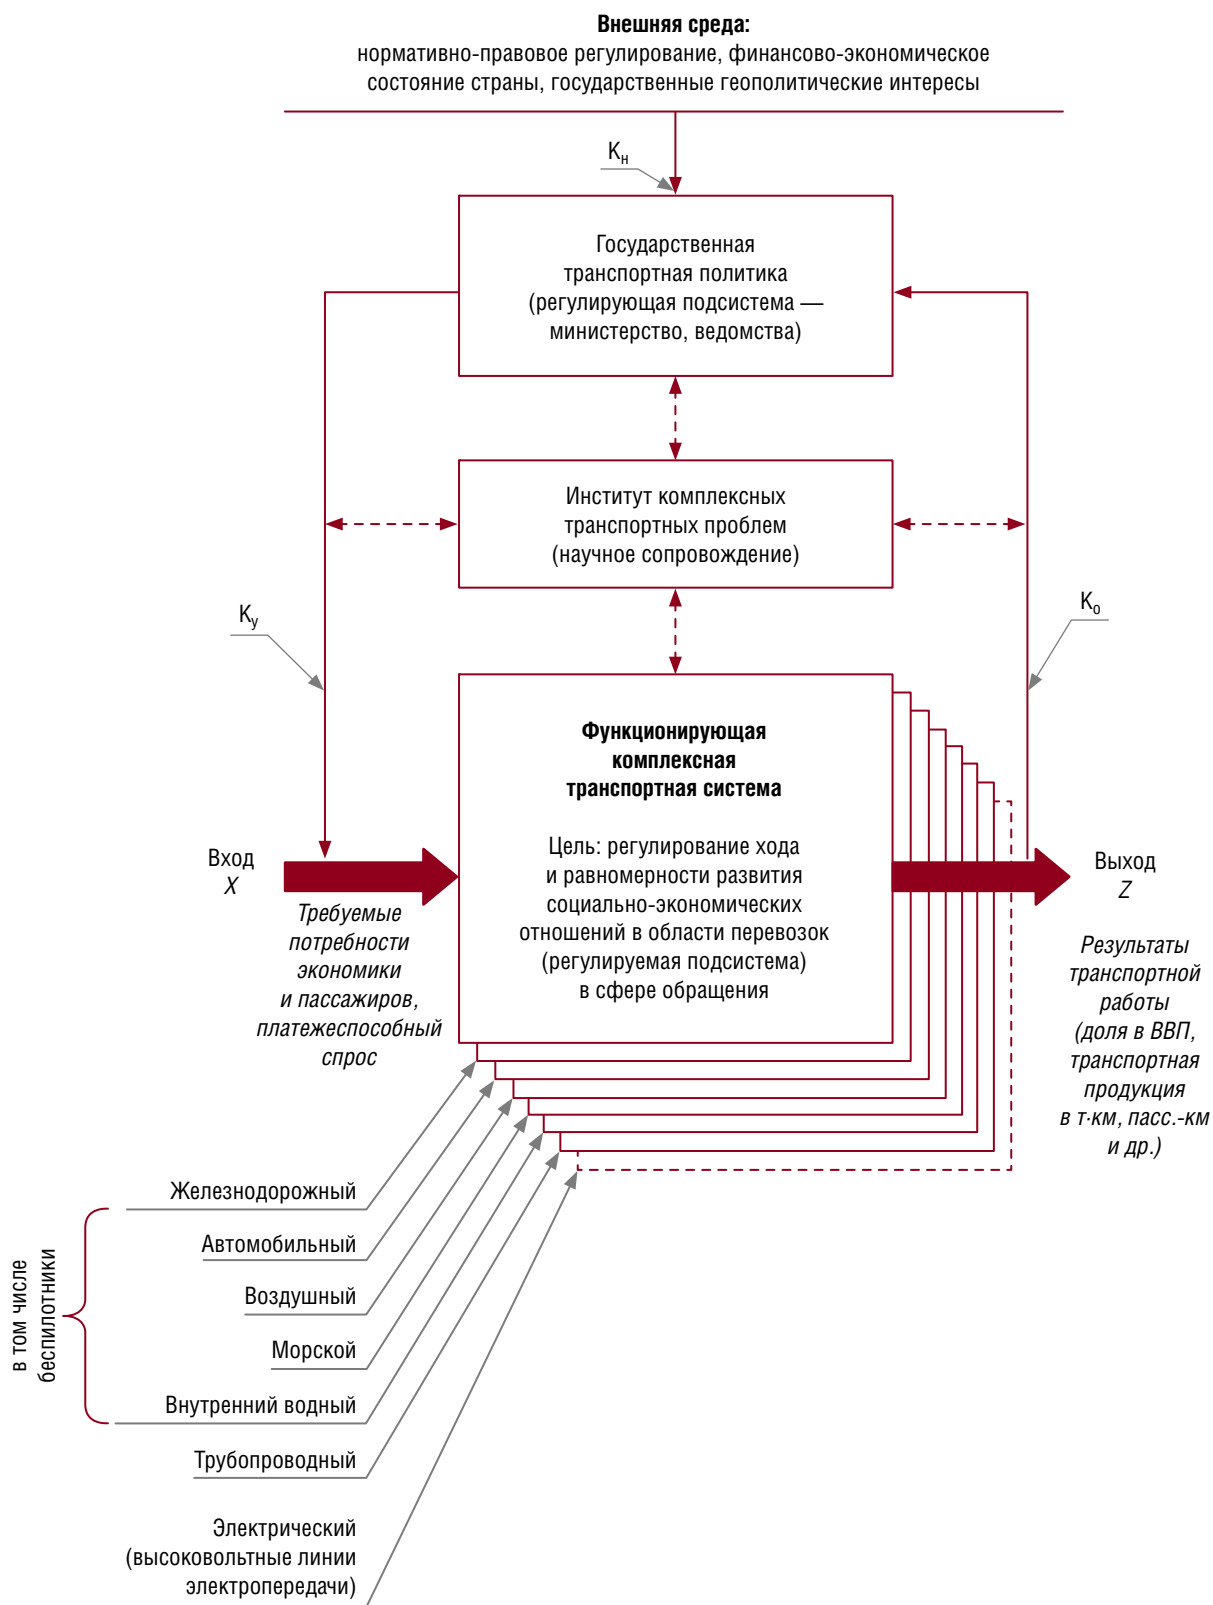 Внешняя среда:
нормативно-правовое регулирование, финансово-экономическое
состояние страны, государственные геополитические интересы
Kн
Государственная
транспортная политика
(регулирующая подсистема —
министерство, ведомства)
Институт комплексных
транспортных проблем
(научное сопровождение)
Kу
Kо
Функционирующая
комплексная
транспортная система
Цель: регулирование хода
и равномерности развития
социально-экономических
отношений в области перевозок
(регулируемая подсистема)
в сфере обращения
Вход
X
Требуемые
потребности
экономики
и пассажиров,
платежеспособный
спрос
Выход
Z
Результаты
транспортной
работы
(доля в ВВП,
транспортная
продукция
в т·км, пасс.-км
и др.)
в том числе
беспилотники
Железнодорожный
Автомобильный
Воздушный
Морской
Внутренний водный
Трубопроводный
Электрический
(высоковольтные линии
электропередачи)